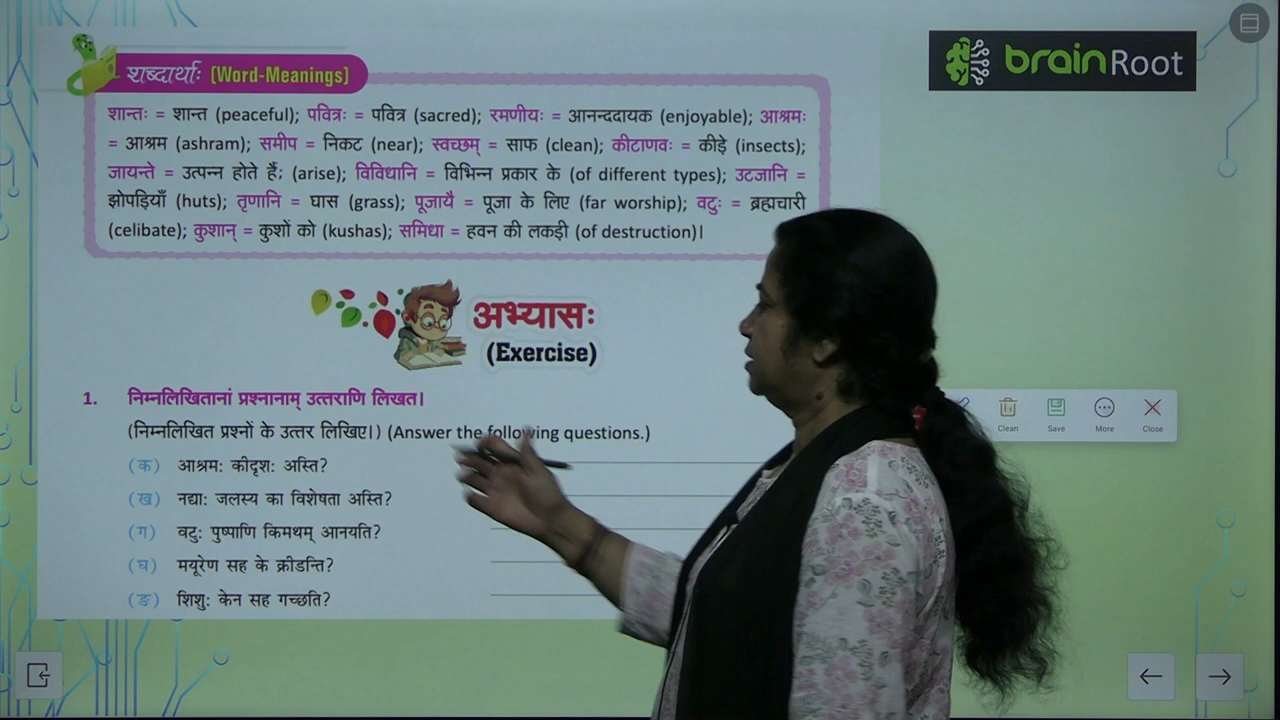 शब्दार्थाः [Word-Meanings]
brainRoot
शान्तः = शान्त (peaceful); पवित्रः = पवित्र (sacred); रमणीयः = आनन्ददायक (enjoyable); आश्रमः
= आश्रम (ashram); समीप = निकट (near); स्वच्छम् = साफ (clean); कीटाणवः = कीड़े (insects);
जायन्ते = उत्पन्न होते हैं; (arise); विविधानि = विभिन्न प्रकार के (of different types); उटजानि =
झोपड़ियाँ (huts); तृणानि = घास (grass); पूजायै = पूजा के लिए (far worship); वटुः = ब्रह्मचारी
(celibate); कुशान् = कुशों को (kushas); समिधा = हवन की लकड़ी (of destruction)।
अभ्यासः
(Exercise)
1. निम्नलिखितानां प्रश्नानाम् उत्तराणि लिखत।
(निम्नलिखित प्रश्नों के उत्तर लिखिए।) (Answer the following questions.)
(क) आश्रमः कीदृशः अस्ति?
(ख) नद्याः जलस्य का विशेषता अस्ति?
(ग) वटुः पुष्पाणि किमथम् आनयति?
(घ) मयूरेण सह के क्रीडन्ति?
(ङ) शिशुः केन सह गच्छति?
Clean Save More Close